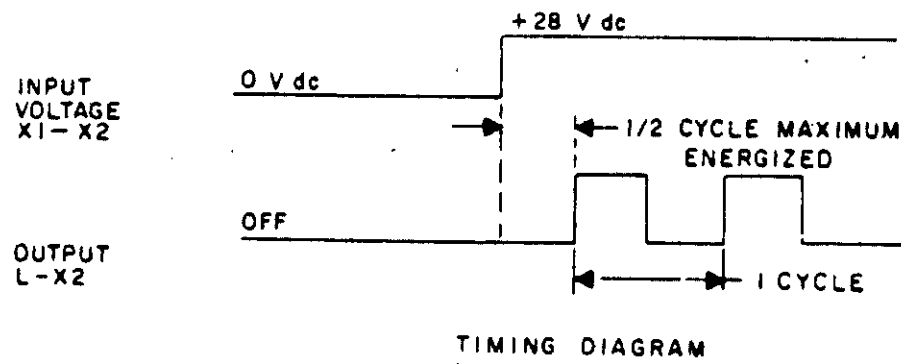 +28 V dc
INPUT
VOLTAGE
X1-X2
0 V dc
1/2 CYCLE MAXIMUM
ENERGIZED
OFF
OUTPUT
L-X2
1 CYCLE
TIMING DIAGRAM